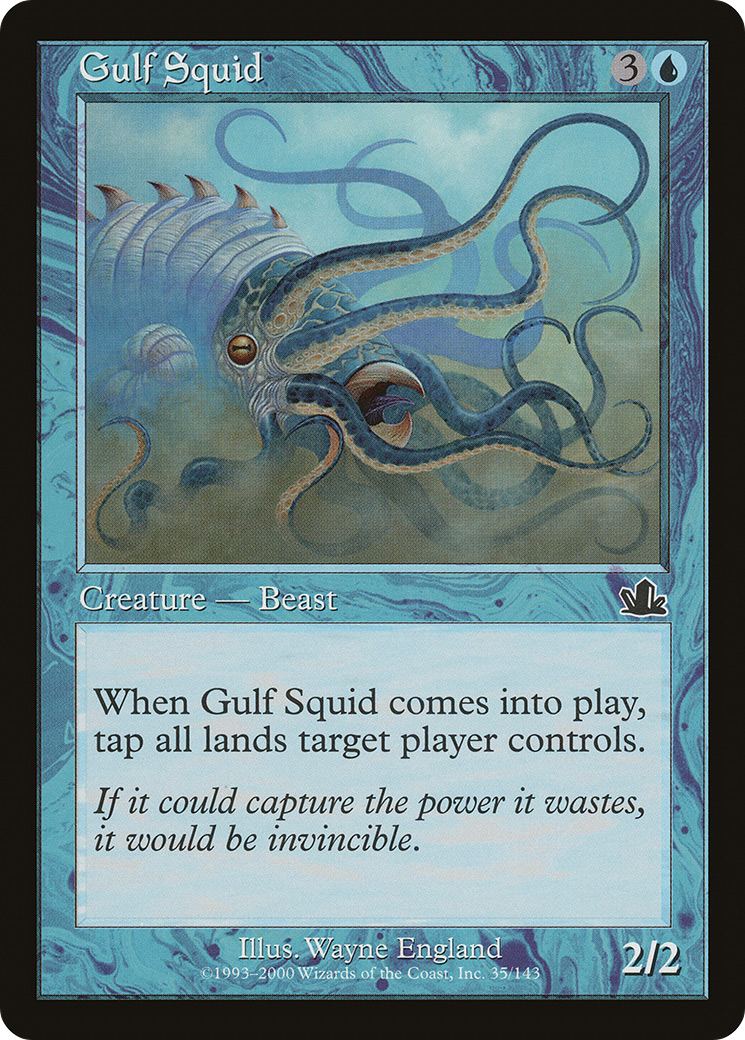 Gulf Squid 3
Creature — Beast
When Gulf Squid comes into play,
tap all lands target player controls.
If it could capture the power it wastes,
it would be invincible.
Illus. Wayne England
©1993–2000 Wizards of the Coast, Inc. 35/143
2/2